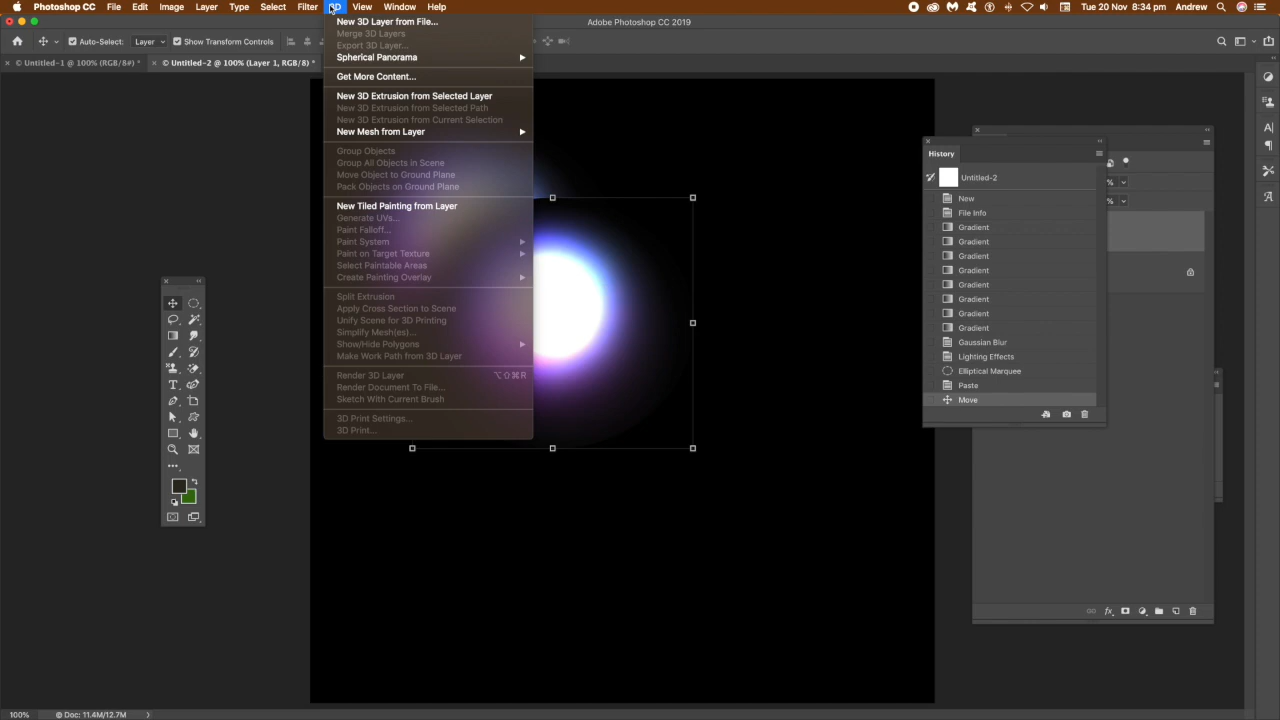 Photoshop CC File Edit Image Layer Type Select Filter 3D View Window Help Tue 20 Nov 8:34 pm Andrew
Adobe Photoshop CC 2019
Auto-Select: Layer Show Transform Controls
© Untitled-1 @ 100% (RGB/8#) * © Untitled-2 @ 100% (Layer 1, RGB/8) *
New 3D Layer from File...
Merge 3D Layers
Export 3D Layer...
Spherical Panorama
Get More Content...
New 3D Extrusion from Selected Layer
New 3D Extrusion from Selected Path
New 3D Extrusion from Current Selection
New Mesh from Layer
Group Objects
Group All Objects in Scene
Move Object to Ground Plane
Pack Objects on Ground Plane
New Tiled Painting from Layer
Generate UVs...
Paint Falloff...
Paint System
Paint on Target Texture
Select Paintable Areas
Create Painting Overlay
Split Extrusion
Apply Cross Section to Scene
Unify Scene for 3D Printing
Simplify Mesh(es)...
Show/Hide Polygons
Make Work Path from 3D Layer
Render 3D Layer ⌥⇧⌘R
Render Document To File...
Sketch With Current Brush
3D Print Settings...
3D Print...
History
Untitled-2
New
File Info
Gradient
Gradient
Gradient
Gradient
Gradient
Gradient
Gradient
Gradient
Gaussian Blur
Lighting Effects
Elliptical Marquee
Paste
Move
%
%
fx
100% Doc: 11.4M/12.7M